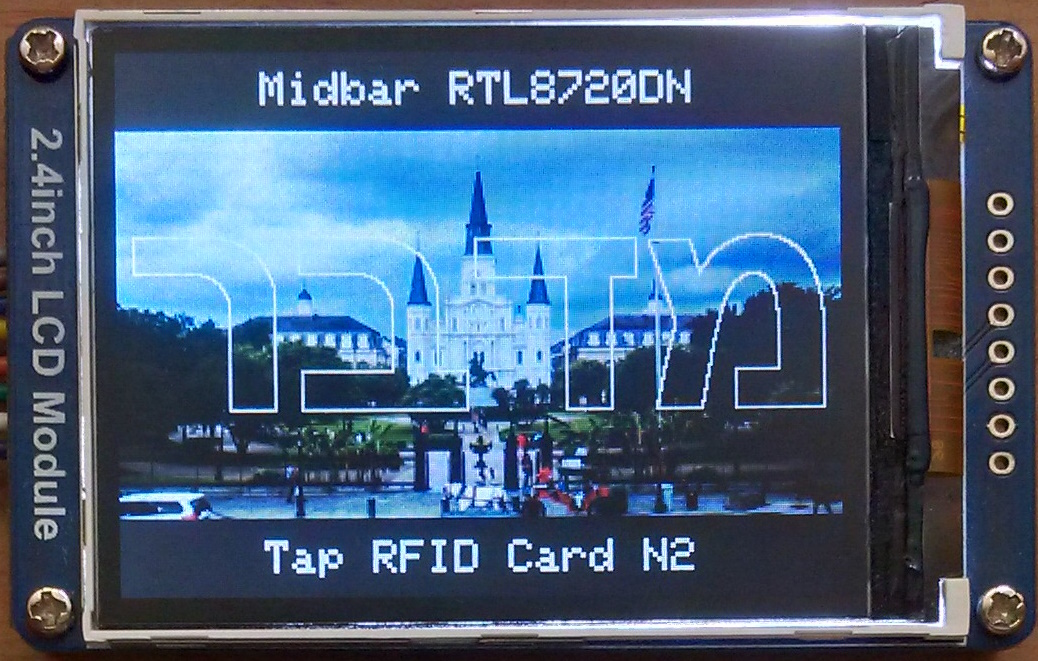 Midbar RTL8720DN
מדבר
Tap RFID Card N2
2.4inch LCD Module